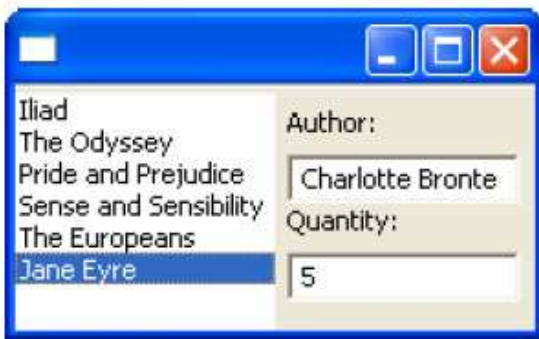 Iliad
The Odyssey
Pride and Prejudice
Sense and Sensibility
The Europeans
Jane Eyre
Author:
Charlotte Bronte
Quantity:
5